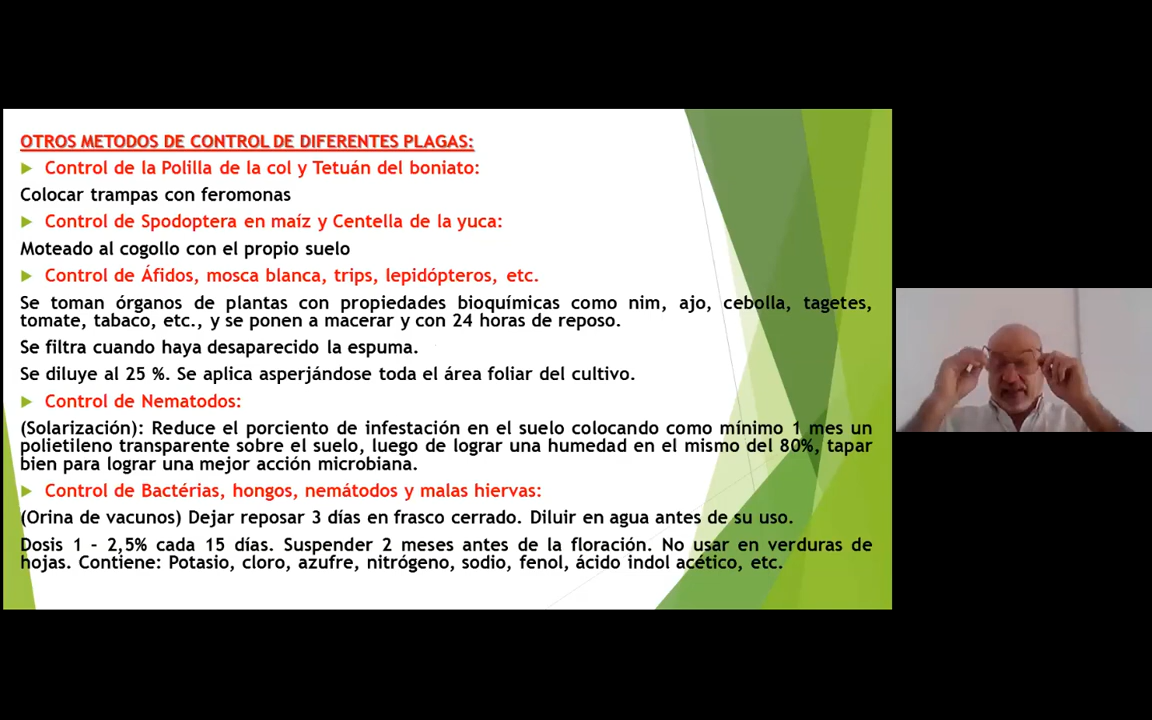 OTROS METODOS DE CONTROL DE DIFERENTES PLAGAS:
Control de la Polilla de la col y Tetuán del boniato:
Colocar trampas con feromonas
Control de Spodoptera en maíz y Centella de la yuca:
Moteado al cogollo con el propio suelo
Control de Áfidos, mosca blanca, trips, lepidópteros, etc.
Se toman órganos de plantas con propiedades bioquímicas como nim, ajo, cebolla, tagetes,
tomate, tabaco, etc., y se ponen a macerar y con 24 horas de reposo.
Se filtra cuando haya desaparecido la espuma.
Se diluye al 25 %. Se aplica asperjándose toda el área foliar del cultivo.
Control de Nematodos:
(Solarización): Reduce el porciento de infestación en el suelo colocando como mínimo 1 mes un
polietileno transparente sobre el suelo, luego de lograr una humedad en el mismo del 80%, tapar
bien para lograr una mejor acción microbiana.
Control de Bactérias, hongos, nemátodos y malas hiervas:
(Orina de vacunos) Dejar reposar 3 días en frasco cerrado. Diluir en agua antes de su uso.
Dosis 1 – 2,5% cada 15 días. Suspender 2 meses antes de la floración. No usar en verduras de
hojas. Contiene: Potasio, cloro, azufre, nitrógeno, sodio, fenol, ácido indol acético, etc.